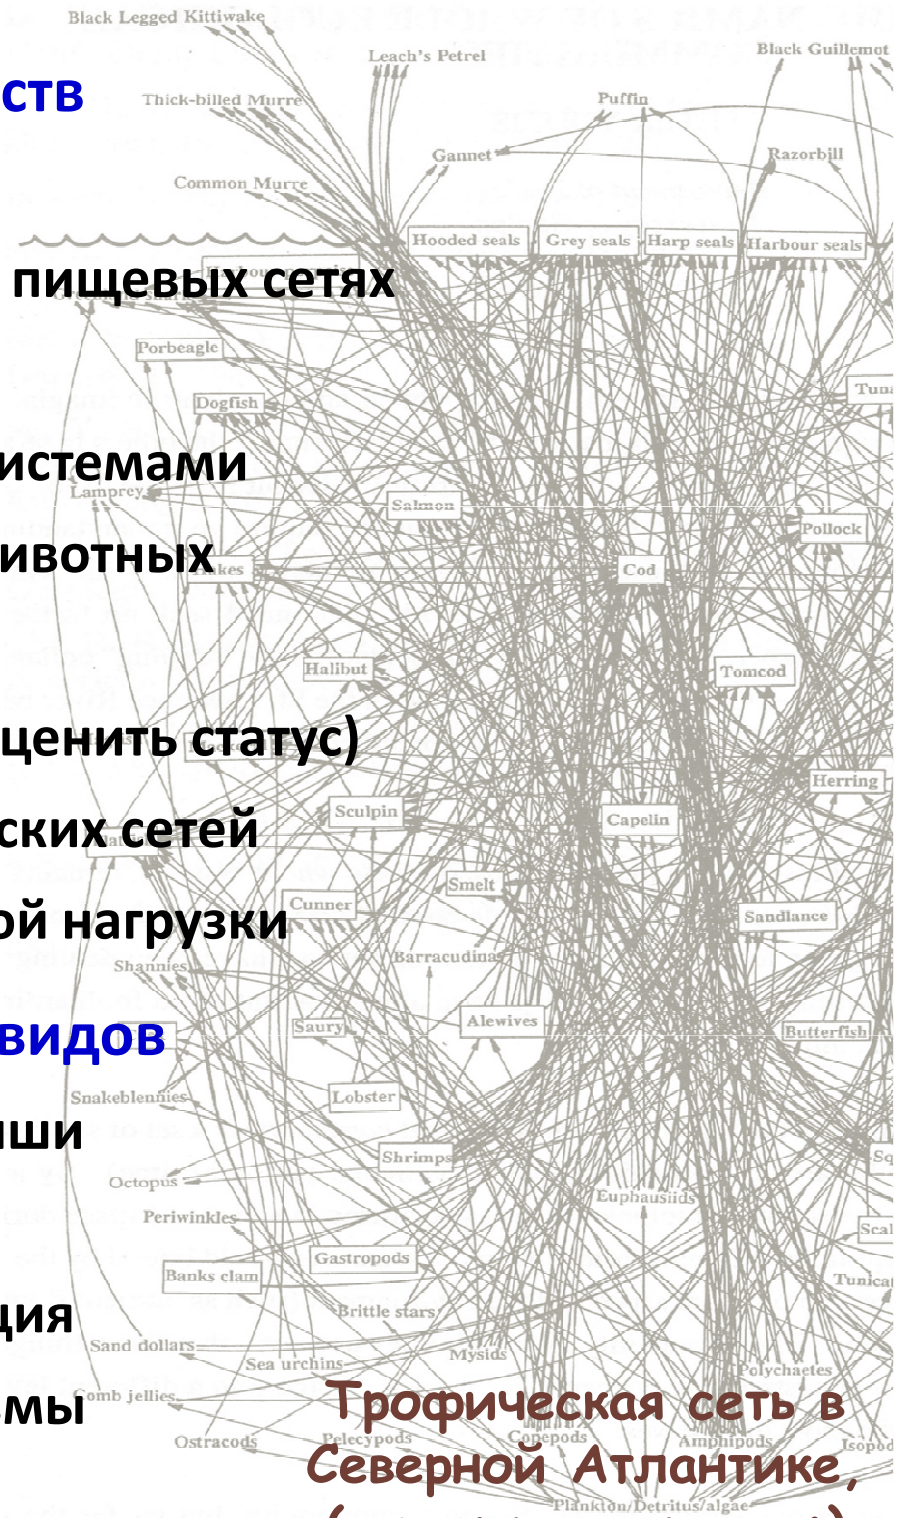 Black Legged Kittiwake
Leach's Petrel
Black Guillemot
ств
Thick-billed Murre
Puffin
Gannet
Razorbill
Common Murre
Hooded seals
Grey seals
Harp seals
Harbour seals
пищевых сетях
Porbeagle
Dogfish
истемами
Lamprey
Salmon
Pollock
ивотных
Cod
Halibut
Tomcod
ценить статус)
Herring
Sculpin
Capelin
ских сетей
Smelt
Cunner
Sandlance
ой нагрузки
Barracudinas
Shannies
Saury
Alewives
Butterfish
видов
Snakeblennies
Lobster
ши
Shrimps
Sq
Octopus
Euphausiids
Periwinkles
Scal
Gastropods
Banks clam
Tunicat
Brittle stars
ция
Sand dollars
Sea urchins
Mysids
Polychaetes
мы
Comb jellies
Трофическая сеть в
Ostracods
Pelecypods
Copepods
Amphipods
Isopod
Северной Атлантике,
Plankton/Detritus/algae